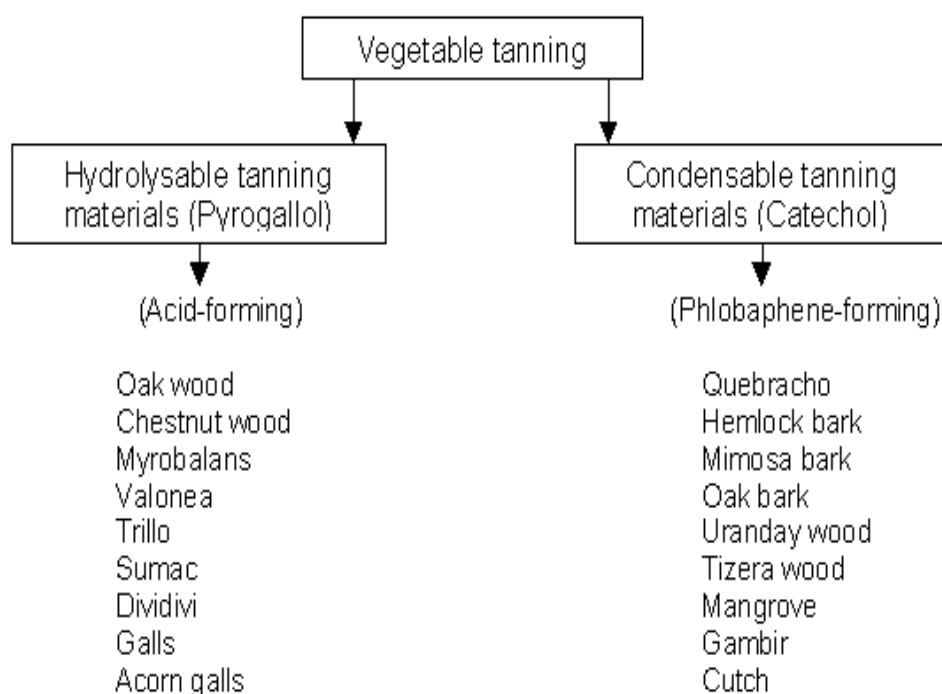 Vegetable tanning
Hydrolysable tanning
materials (Pyrogallol)
(Acid-forming)
Oak wood
Chestnut wood
Myrobalans
Valonea
Trillo
Sumac
Dividivi
Galls
Acorn galls
Condensable tanning
materials (Catechol)
(Phlobaphene-forming)
Quebracho
Hemlock bark
Mimosa bark
Oak bark
Uranday wood
Tizera wood
Mangrove
Gambir
Cutch